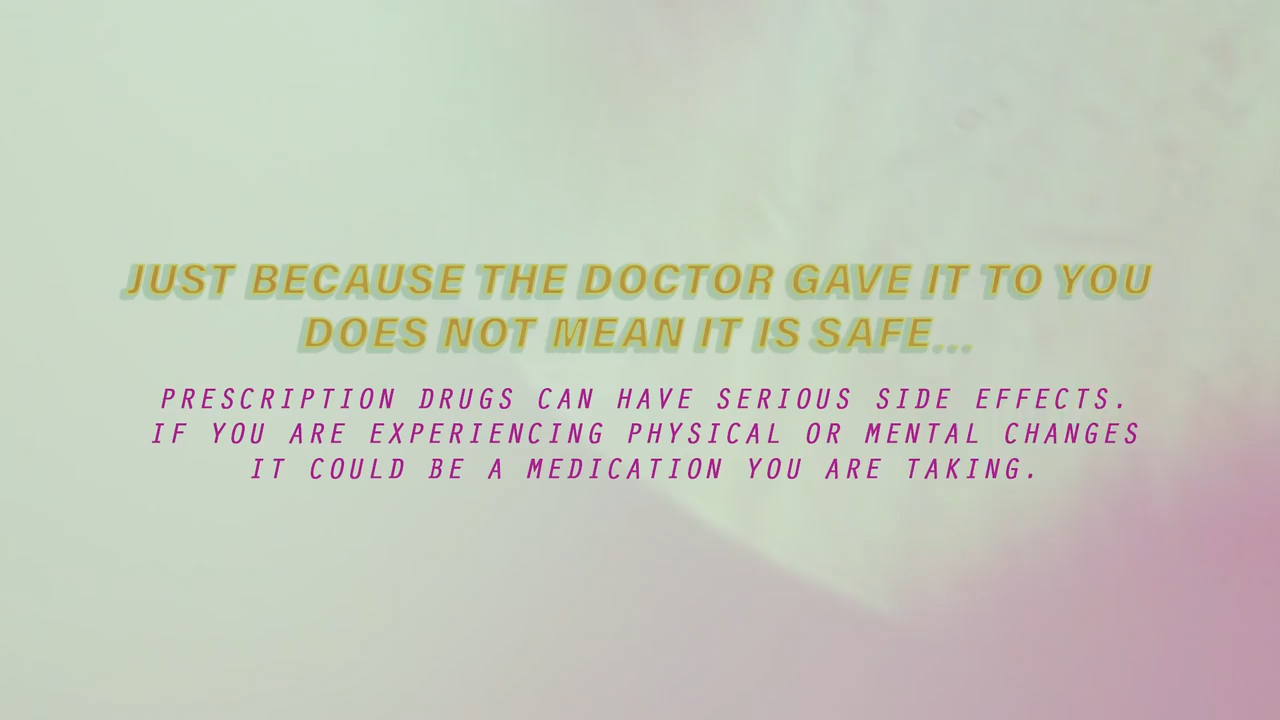 JUST BECAUSE THE DOCTOR GAVE IT TO YOU
DOES NOT MEAN IT IS SAFE...
PRESCRIPTION DRUGS CAN HAVE SERIOUS SIDE EFFECTS.
IF YOU ARE EXPERIENCING PHYSICAL OR MENTAL CHANGES
IT COULD BE A MEDICATION YOU ARE TAKING.